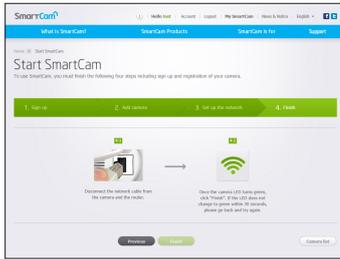 SmartCam
Hello test! Account Logout My SmartCam News & Notice English
What is SmartCam? SmartCam Products SmartCam is for Support
Home Start SmartCam
Start SmartCam
To use SmartCam, you must finish the following four steps including sign up and registration of your camera.
1. Sign up 2. Add camera 3. Set up the network 4. Finish
Disconnect the network cable from
the camera and the router.
Once the camera LED turns green,
click "Finish". If the LED does not
change to green within 30 seconds,
please go back and try again.
Previous Finish Camera list